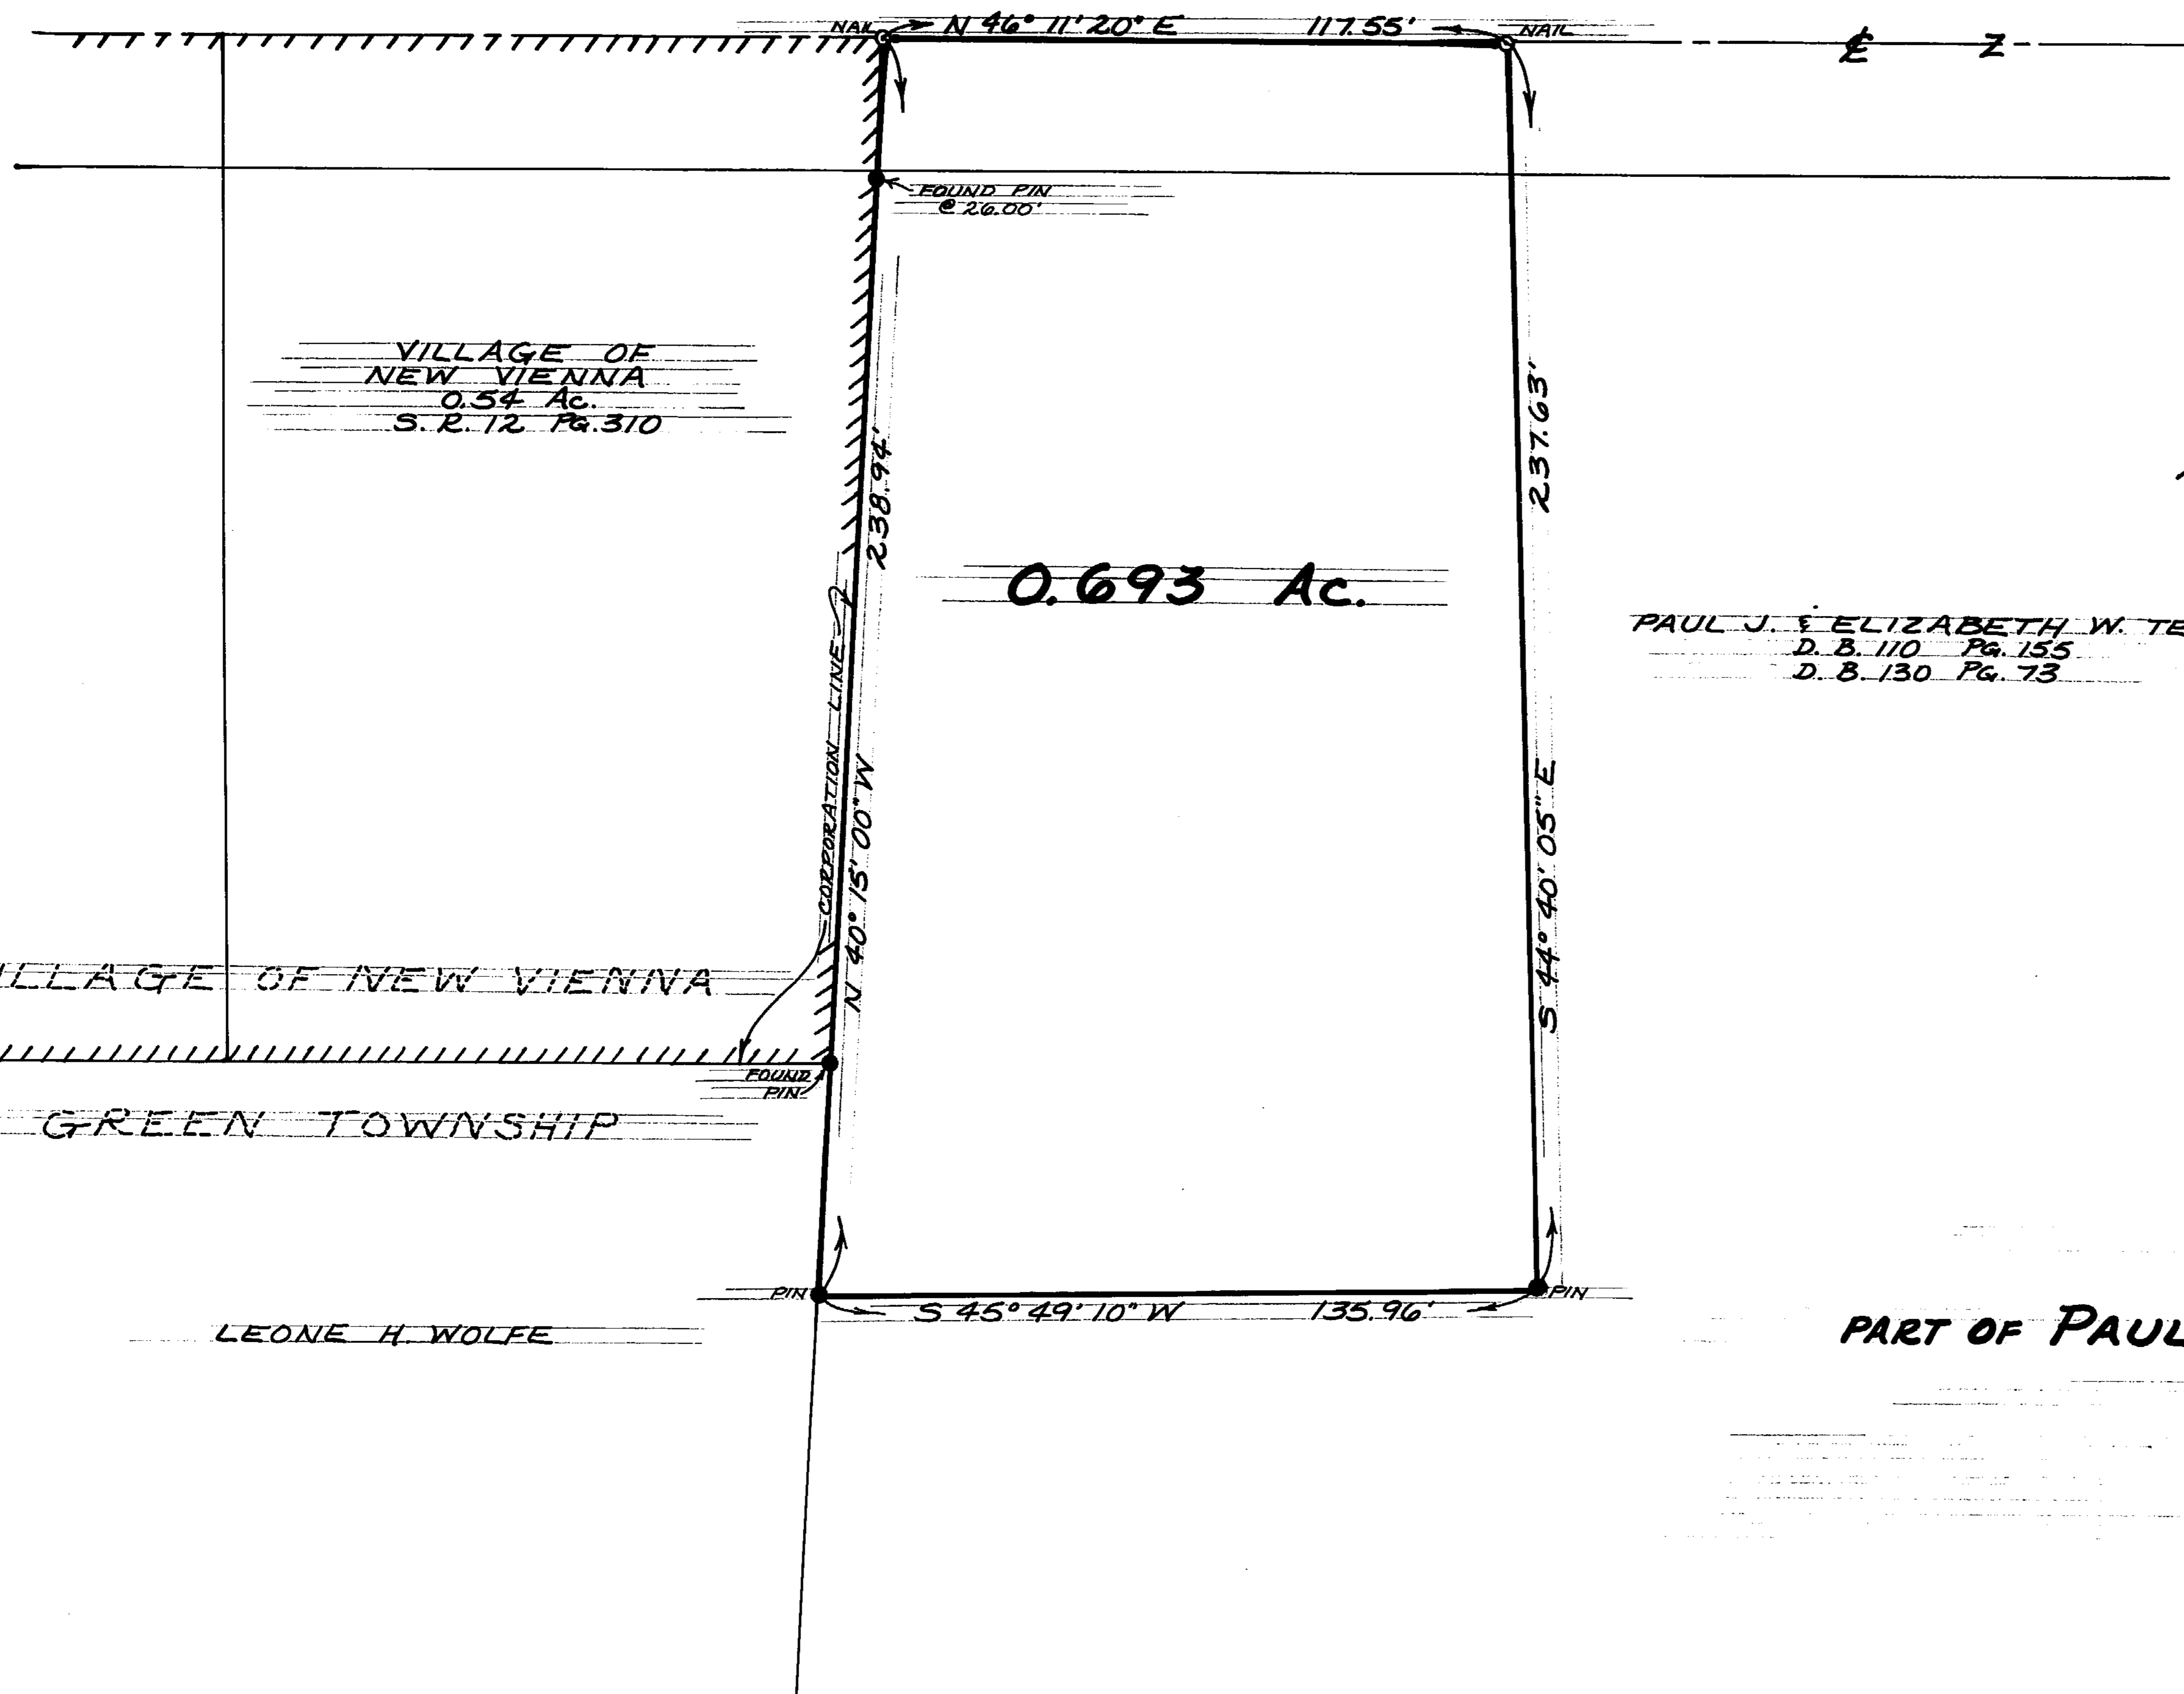 NAIL
N 46° 11' 20" E 117.55'
NAIL
℄
FOUND PIN
@ 26.00'
VILLAGE OF
NEW VIENNA
0.54 Ac.
S. R. 12 PG. 310
238.94'
237.63'
0.693 Ac.
PAUL J. & ELIZABETH W. TE
D. B. 110 PG. 155
D. B. 130 PG. 73
CORPORATION LINE
N 40° 15' 00" W
S 44° 40' 05" E
ILLAGE OF NEW VIENNA
FOUND
PIN
GREEN TOWNSHIP
PIN
S 45° 49' 10" W 135.96'
PIN
LEONE H. WOLFE
PART OF PAUL